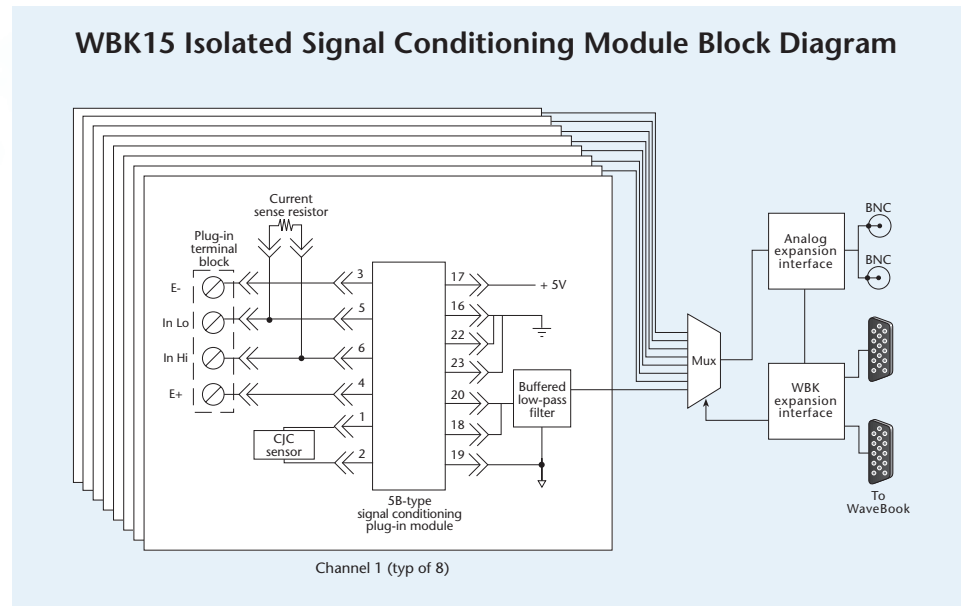 WBK15 Isolated Signal Conditioning Module Block Diagram
Current
sense resistor
Plug-in
terminal
block
E-
In Lo
In Hi
E+
3
5
6
4
1
2
CJC
sensor
17
16
22
23
20
18
19
+ 5V
Buffered
low-pass
filter
5B-type
signal conditioning
plug-in module
Channel 1 (typ of 8)
Mux
Analog
expansion
interface
WBK
expansion
interface
BNC
BNC
To
WaveBook